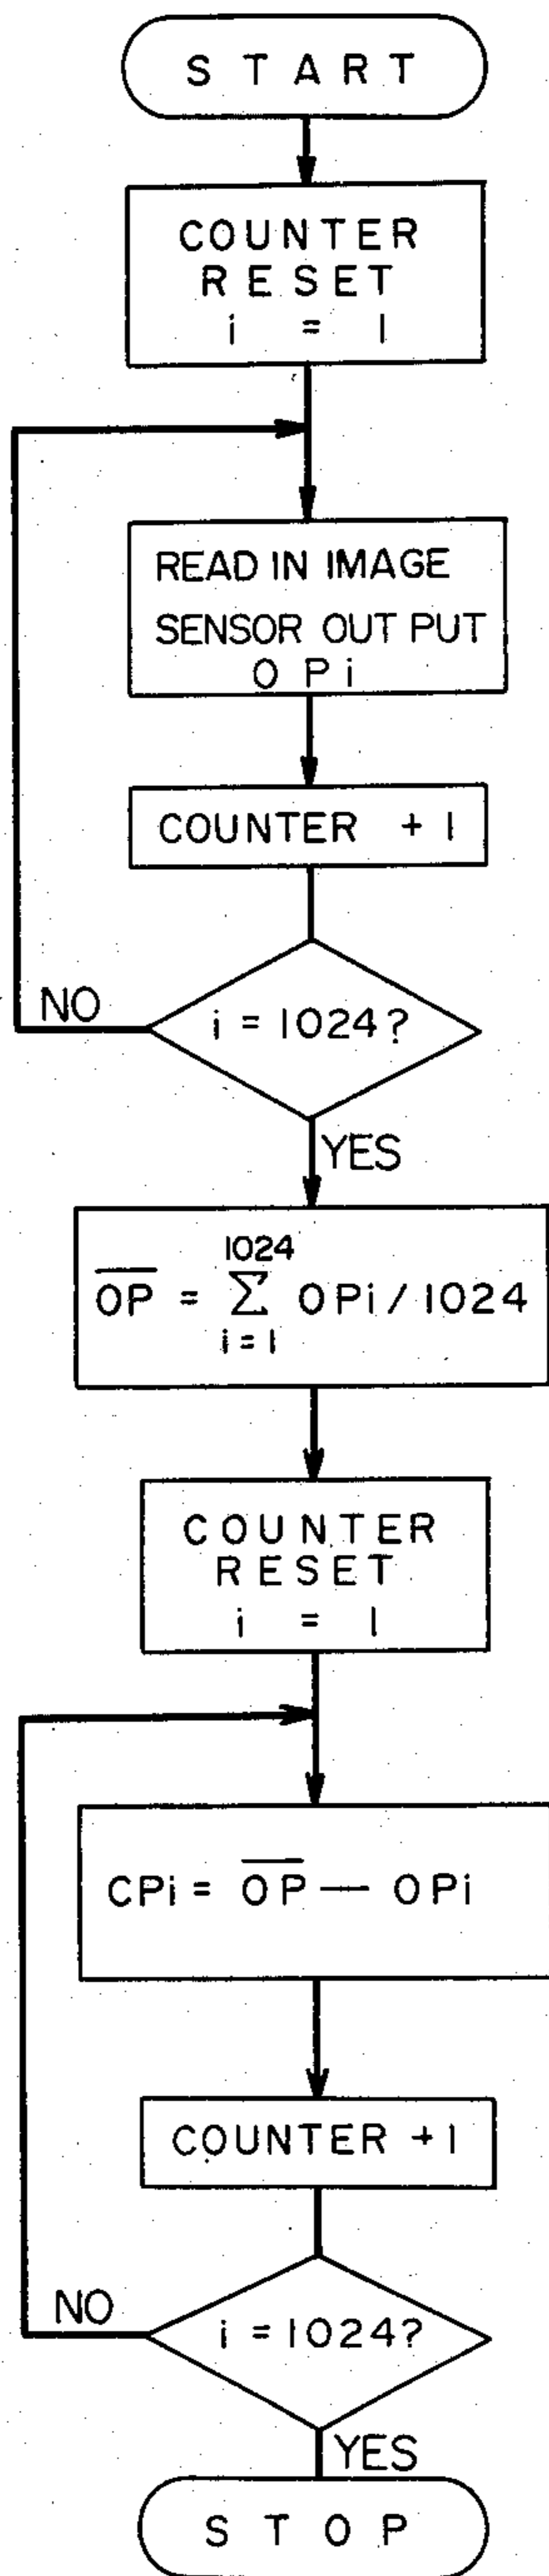 START
COUNTER
RESET
i = 1
READ IN IMAGE
SENSOR OUT PUT
OPi
COUNTER + 1
NO
i = 1024?
YES
1024
OP = Σ OPi / 1024
i = 1
COUNTER
RESET
i = 1
CPi = OP — OPi
COUNTER + 1
NO
i = 1024?
YES
STOP